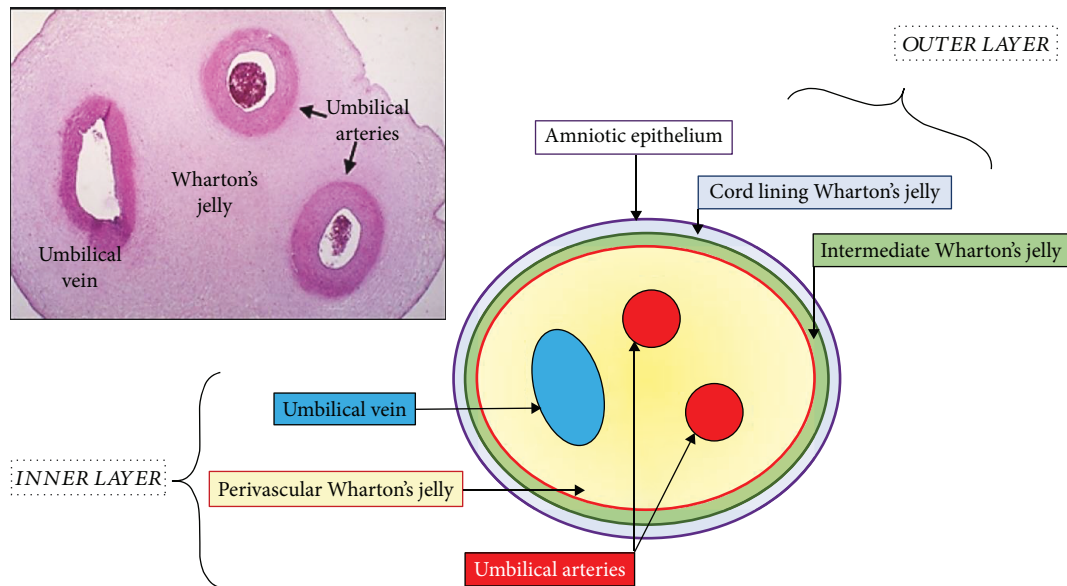 OUTER LAYER
Umbilical
arteries
Amniotic epithelium
Wharton's
jelly
Cord lining Wharton's jelly
Umbilical
vein
Intermediate Wharton's jelly
Umbilical vein
INNER LAYER
Perivascular Wharton's jelly
Umbilical arteries